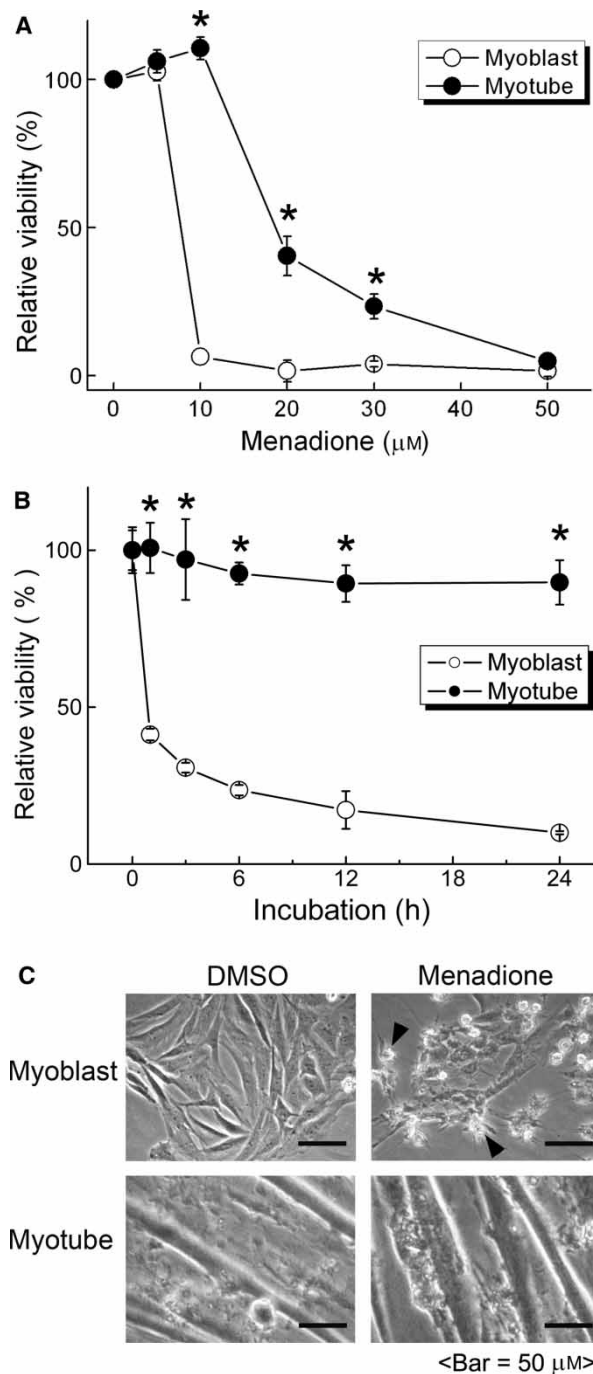 A
*
100
Myoblast
Myotube
*
50
*
0
Relative viability (%)
0 10 20 30 40 50
Menadione (μM)
B
* * * * *
100
Myoblast
Myotube
50
0
Relative viability ( % )
0 6 12 18 24
Incubation (h)
C
DMSO Menadione
Myoblast
Myotube
<Bar = 50 μM>